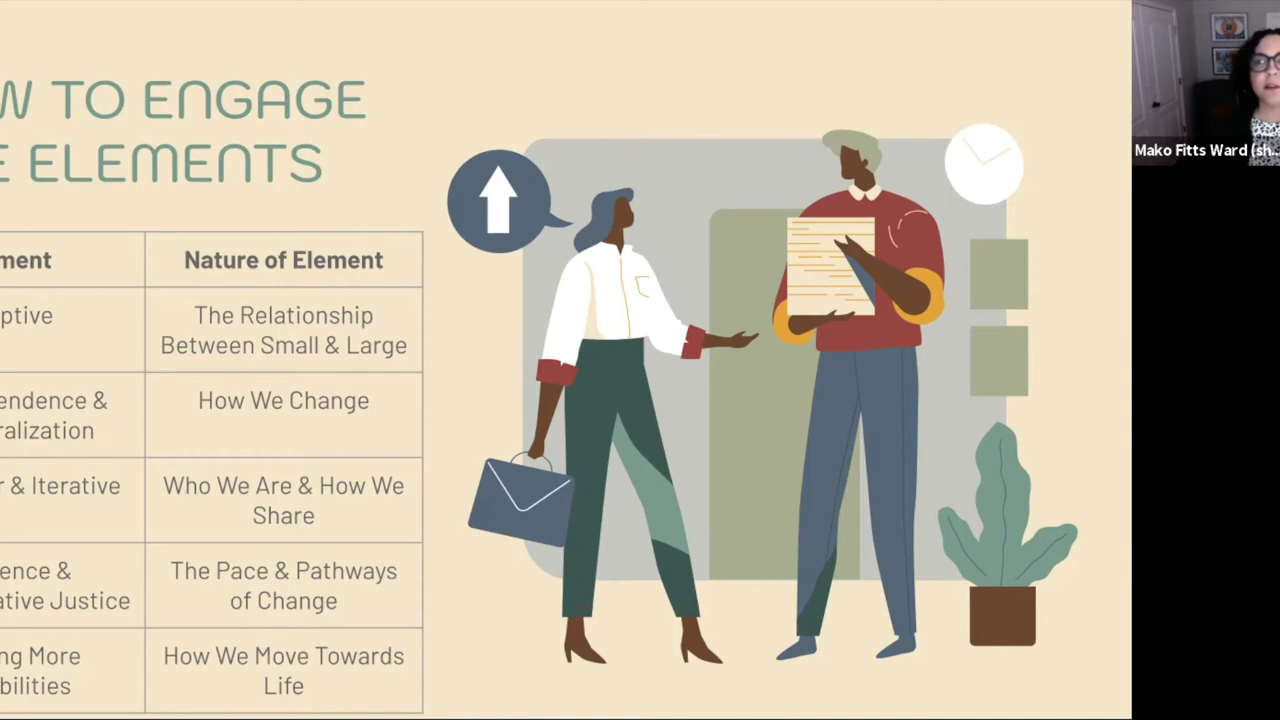 W TO ENGAGE
E ELEMENTS
ment
Nature of Element
ptive
The Relationship
Between Small & Large
endence &
ralization
How We Change
r & Iterative
Who We Are & How We
Share
ence &
ative Justice
The Pace & Pathways
of Change
ng More
bilities
How We Move Towards
Life
Mako Fitts Ward (sh...